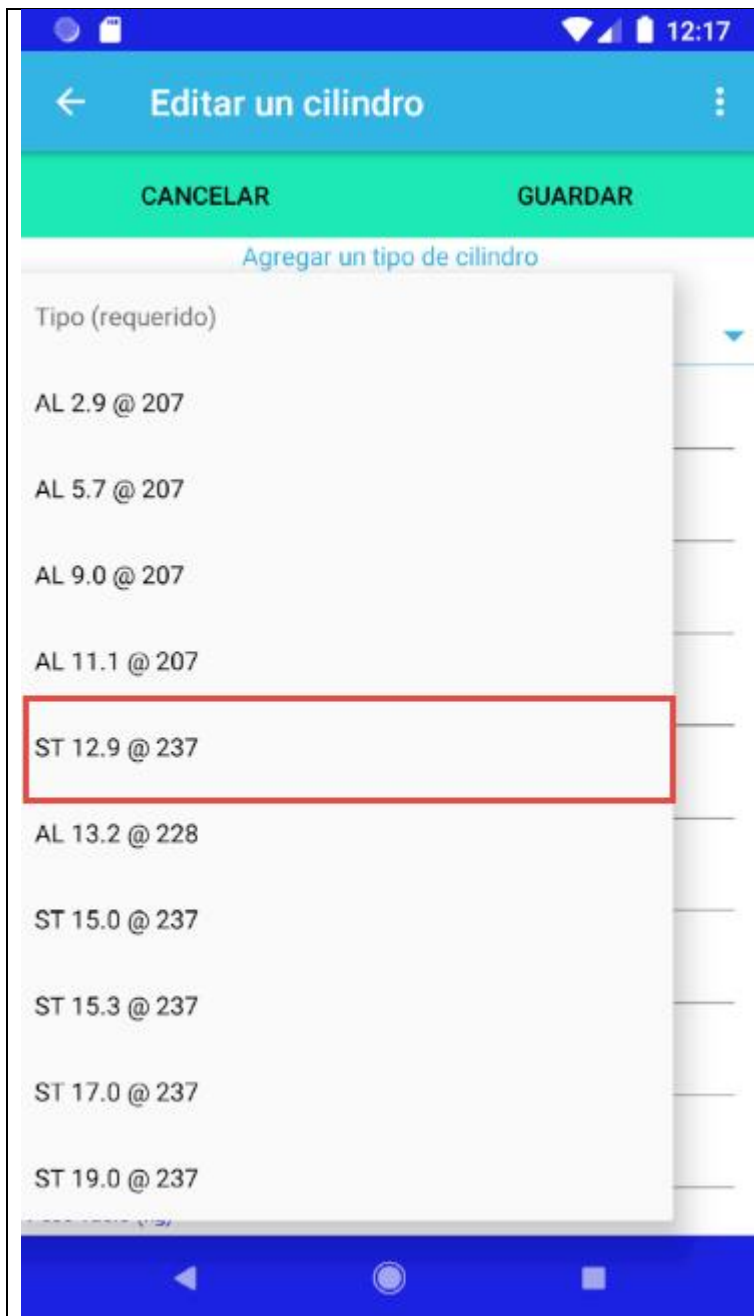 12:17
Editar un cilindro
CANCELAR GUARDAR
Agregar un tipo de cilindro
Tipo (requerido)
AL 2.9 @ 207
AL 5.7 @ 207
AL 9.0 @ 207
AL 11.1 @ 207
ST 12.9 @ 237
AL 13.2 @ 228
ST 15.0 @ 237
ST 15.3 @ 237
ST 17.0 @ 237
ST 19.0 @ 237